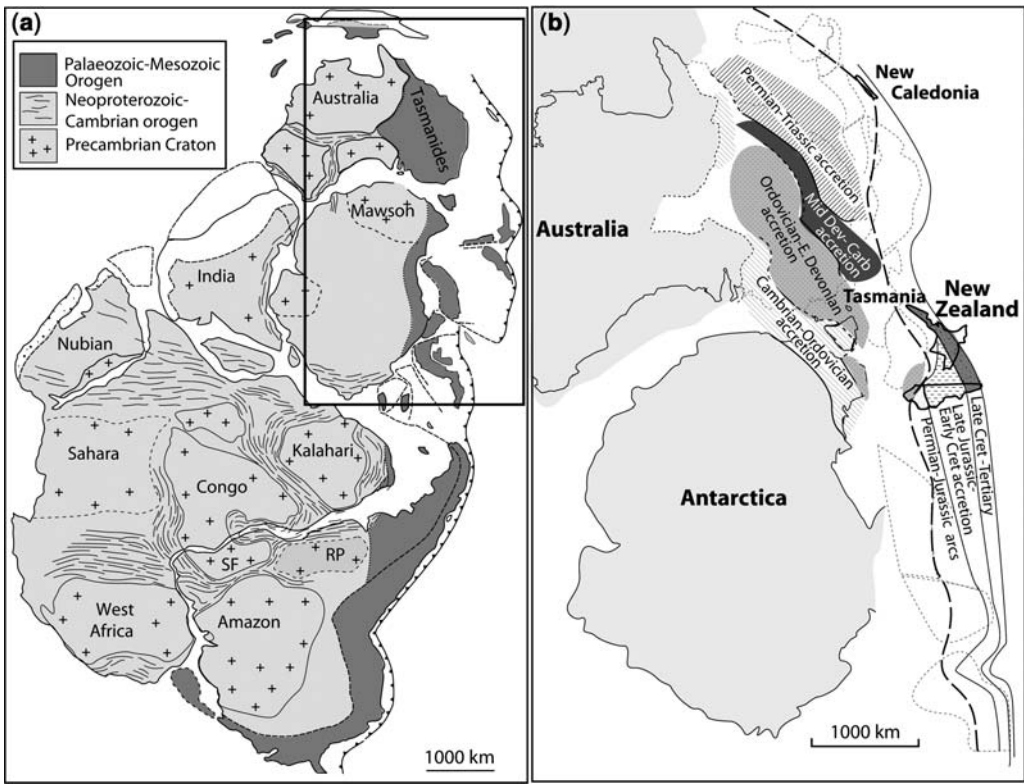 (a)
Palaeozoic-Mesozoic
Orogen
Neoproterozoic-
Cambrian orogen
Precambrian Craton
Australia
Tasmanides
Mawson
India
Nubian
Sahara
Kalahari
Congo
SF
RP
West
Africa
Amazon
1000 km
(b)
New
Caledonia
Permian-Triassic accretion
Mid Dev-Carb
accretion
Ordovician-E. Devonian
accretion
Australia
Tasmania
New
Zealand
Cambrian-Ordovician
accretion
Antarctica
Late Cret -Tertiary
Late Jurassic-
Early Cret accretion
Permian-Jurassic arcs
1000 km